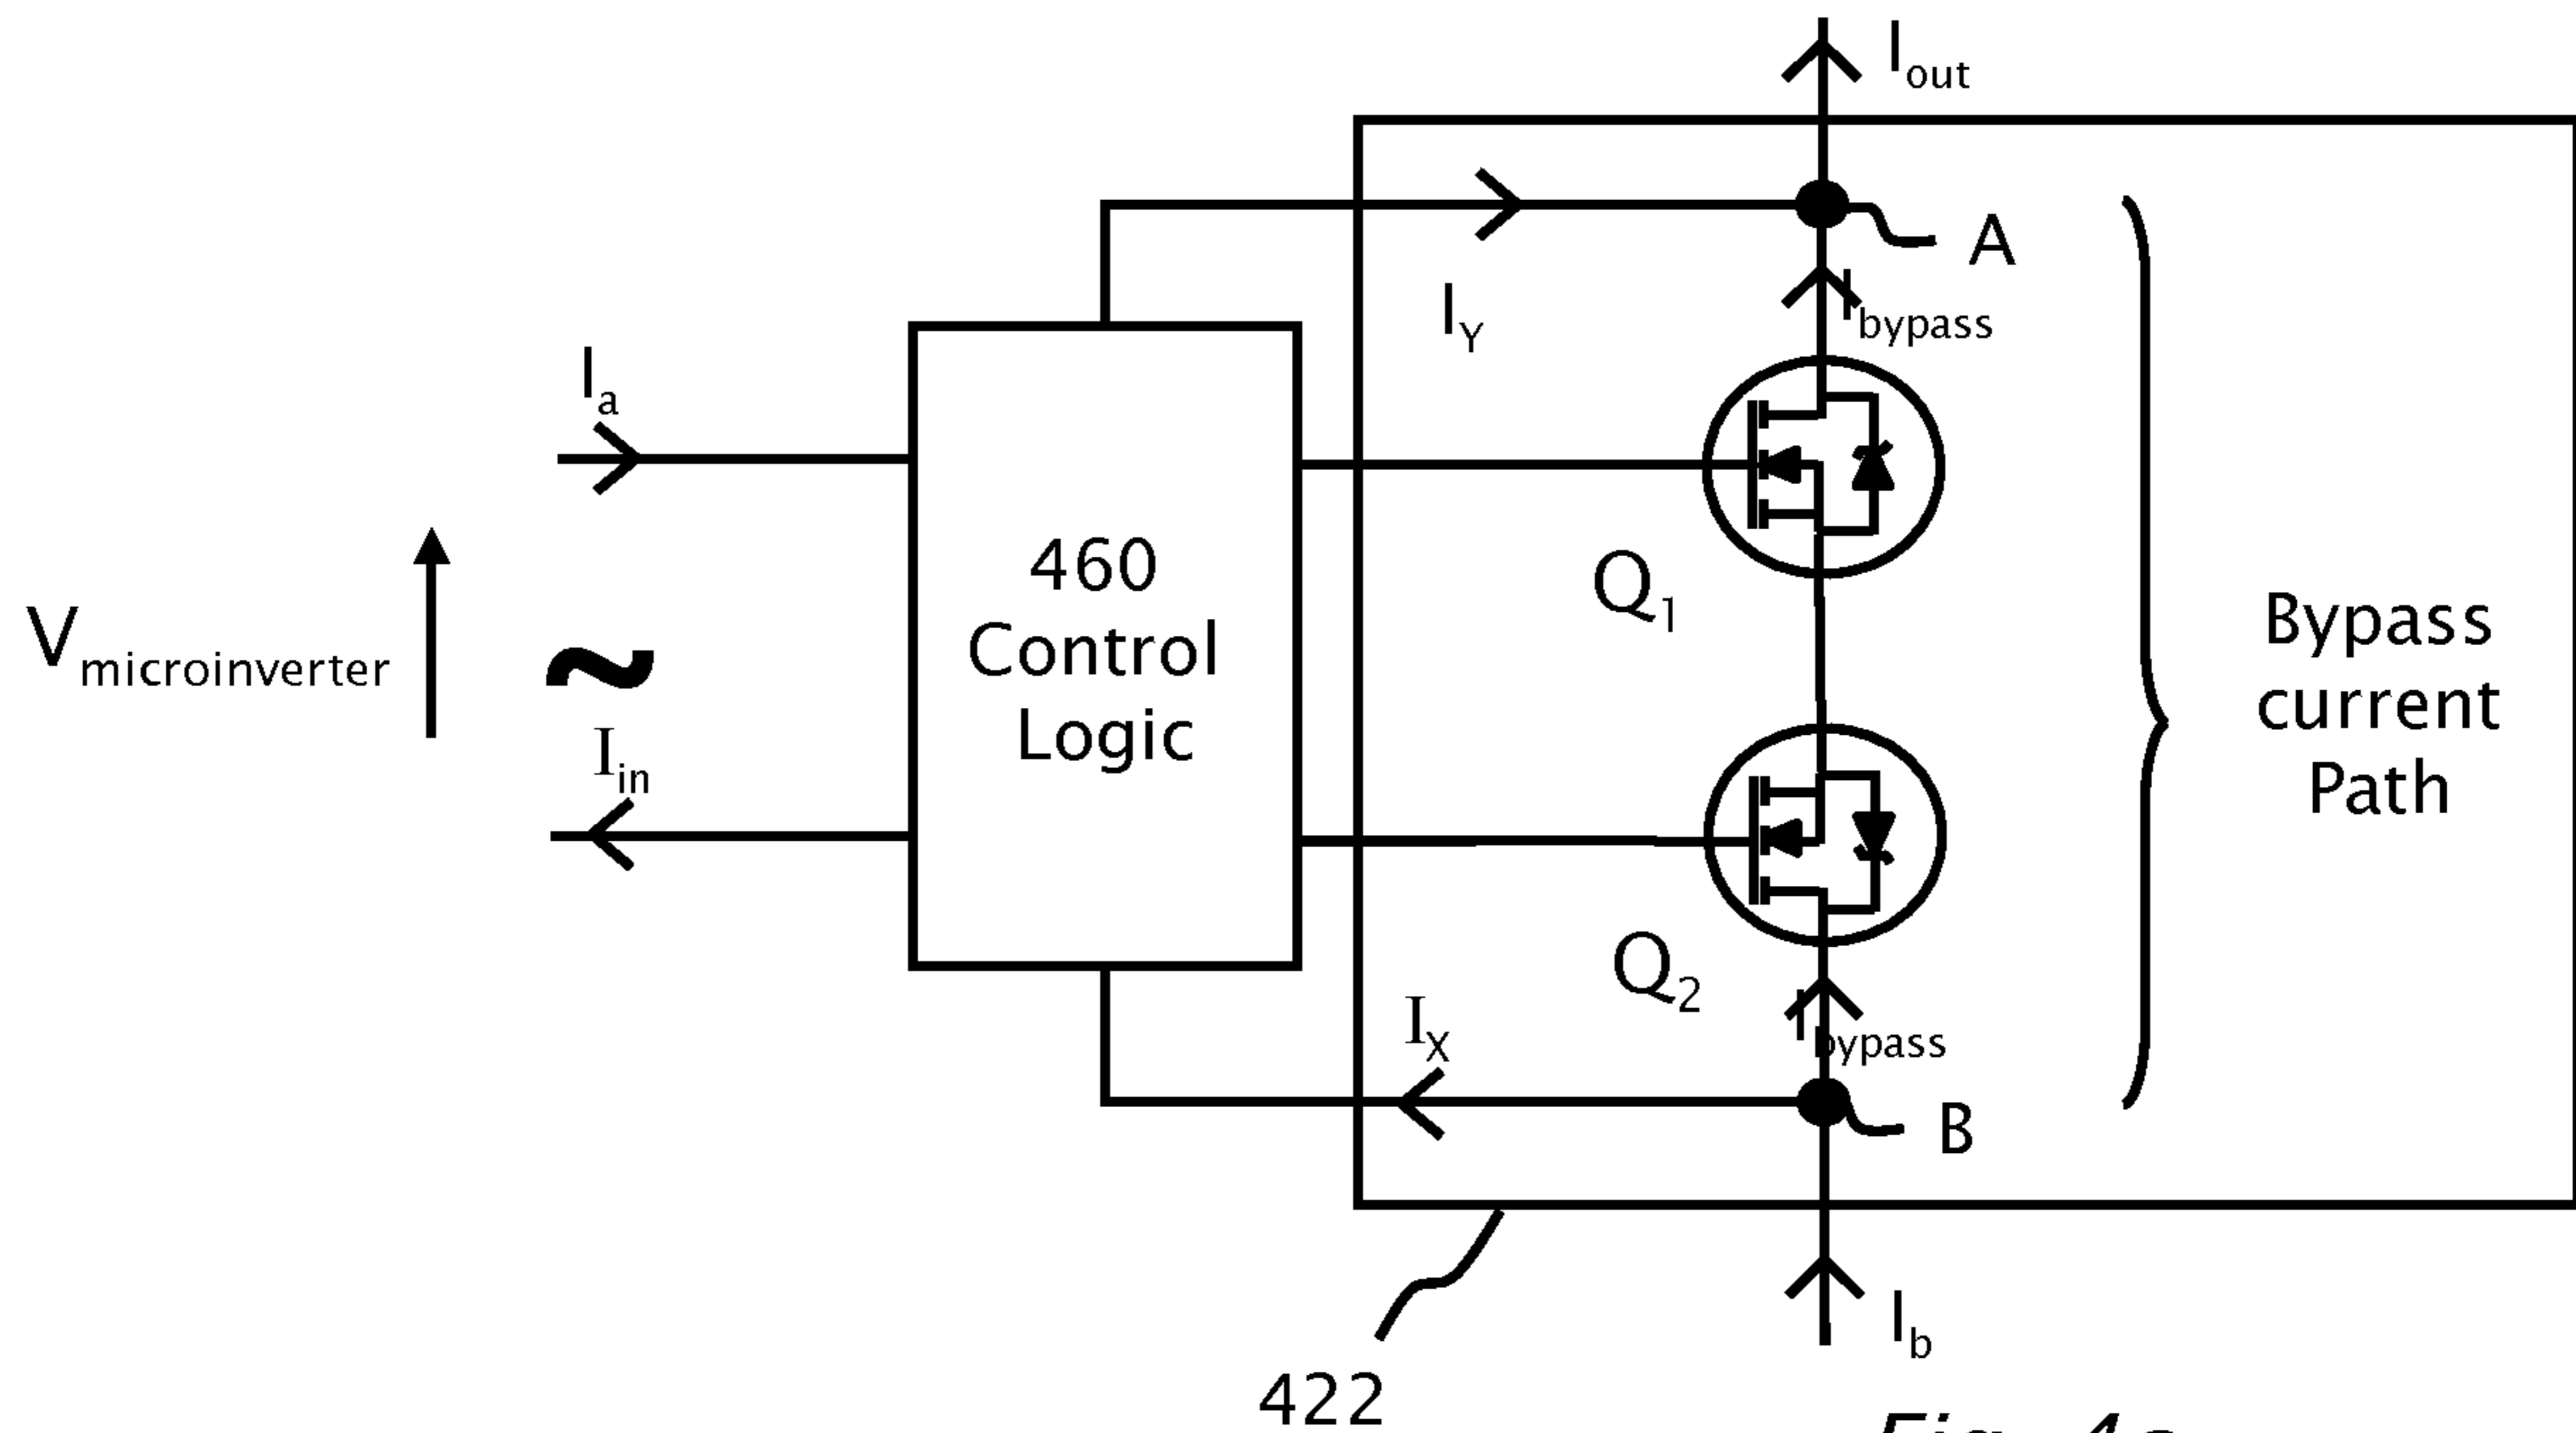 I_out
A
I_Y
I_bypass
I_a
460
Control
Logic
Q_1
V_microinverter
~
Bypass
current
Path
I_in
Q_2
I_X
I_bypass
B
I_b
422